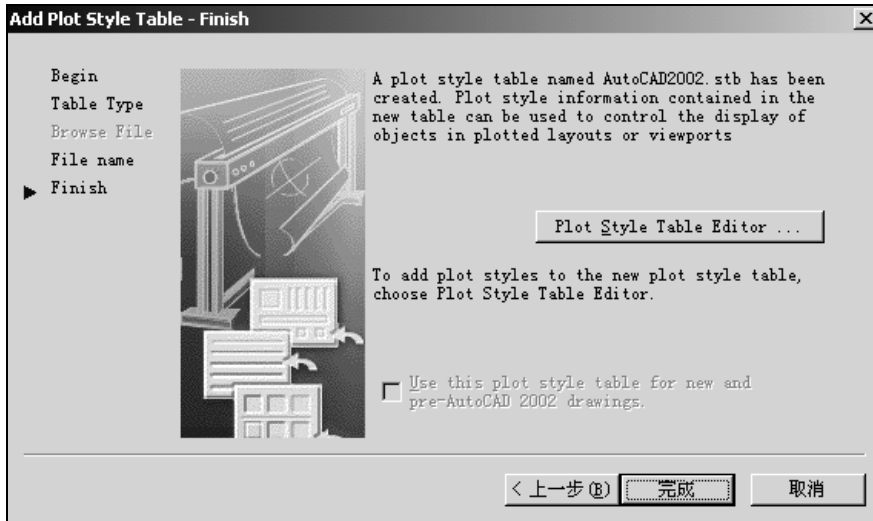 Add Plot Style Table - Finish
Begin
Table Type
Browse File
File name
Finish
A plot style table named AutoCAD2002.stb has been
created. Plot style information contained in the
new table can be used to control the display of
objects in plotted layouts or viewports
Plot Style Table Editor ...
To add plot styles to the new plot style table,
choose Plot Style Table Editor.
Use this plot style table for new and
pre-AutoCAD 2002 drawings.
< 上一步(B)
完成
取消